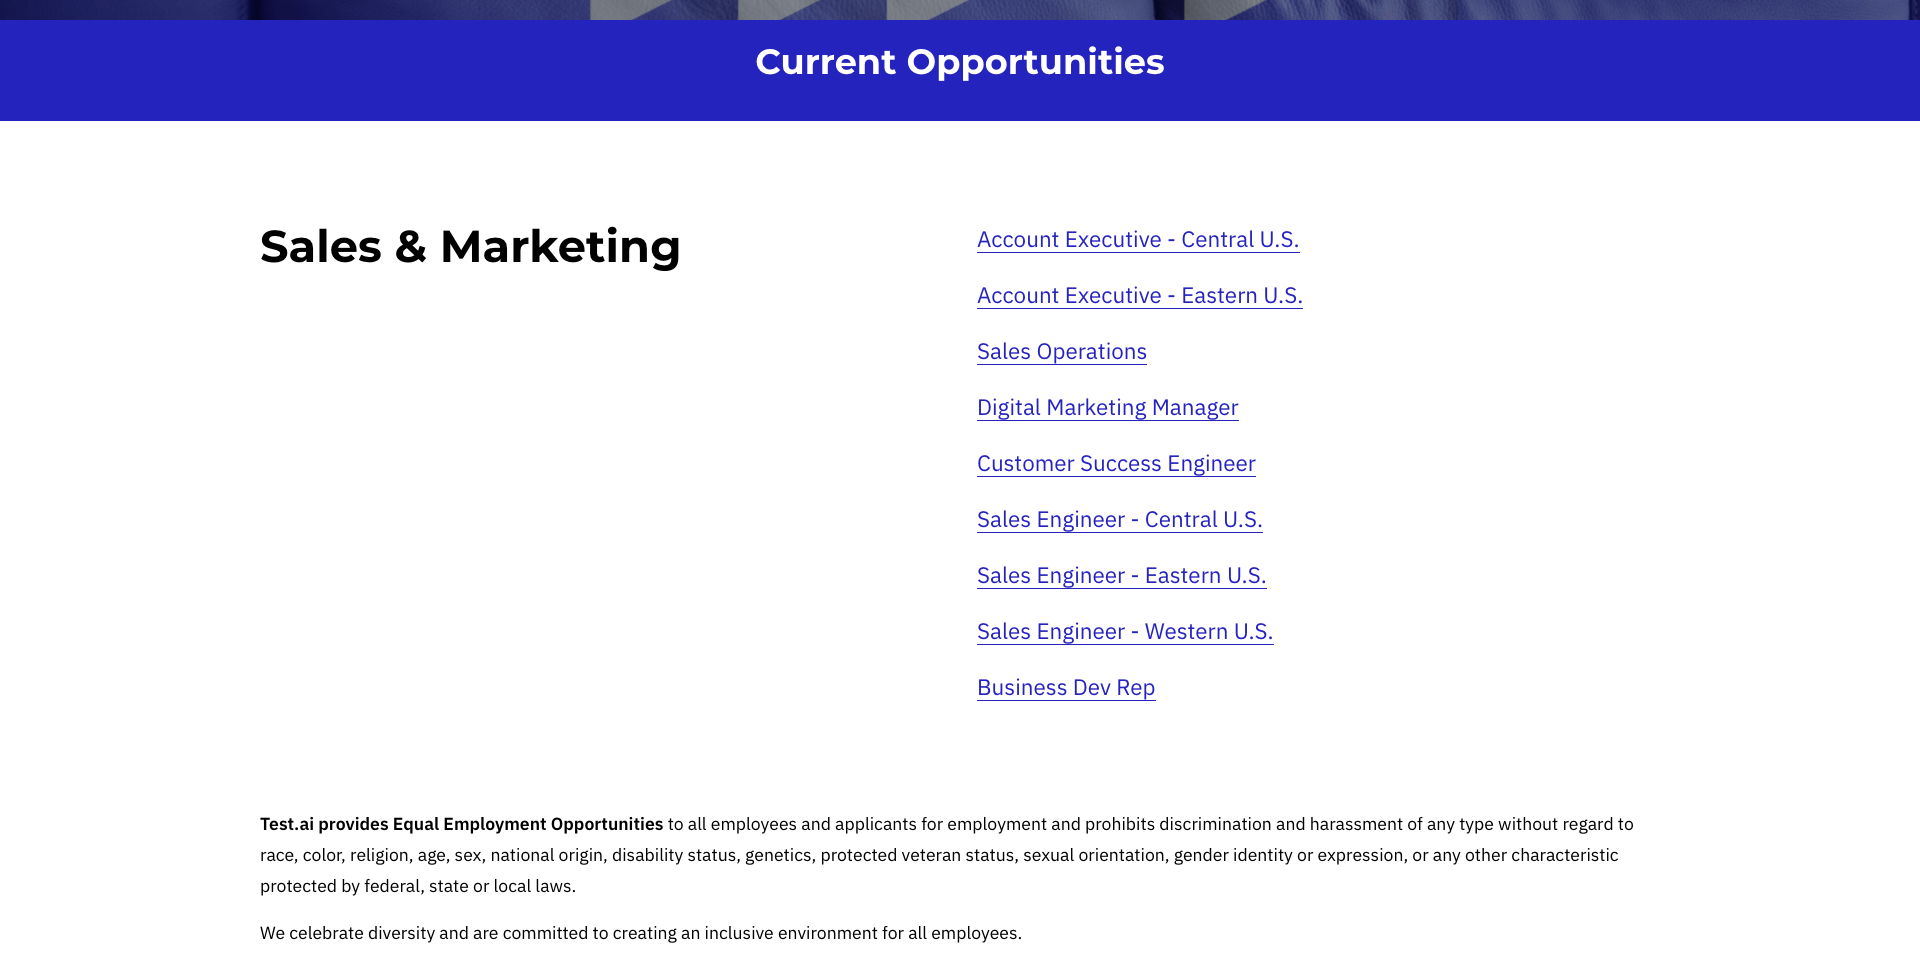 Current Opportunities
Sales & Marketing
Account Executive - Central U.S.
Account Executive - Eastern U.S.
Sales Operations
Digital Marketing Manager
Customer Success Engineer
Sales Engineer - Central U.S.
Sales Engineer - Eastern U.S.
Sales Engineer - Western U.S.
Business Dev Rep
Test.ai provides Equal Employment Opportunities to all employees and applicants for employment and prohibits discrimination and harassment of any type without regard to
race, color, religion, age, sex, national origin, disability status, genetics, protected veteran status, sexual orientation, gender identity or expression, or any other characteristic
protected by federal, state or local laws.
We celebrate diversity and are committed to creating an inclusive environment for all employees.